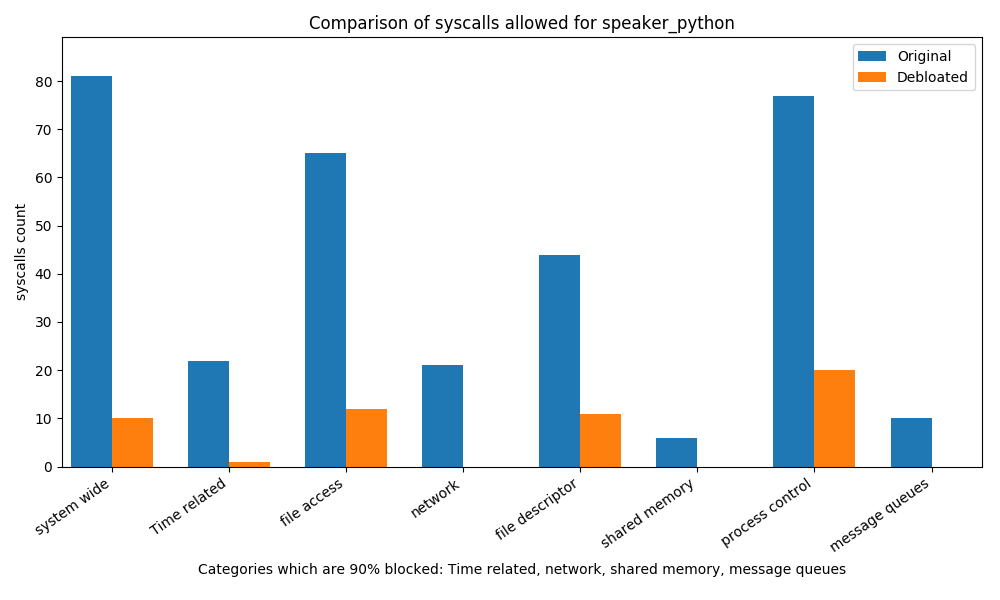 Comparison of syscalls allowed for speaker_python
Original
Debloated
syscalls count
80
70
60
50
40
30
20
10
0
system wide
Time related
file access
network
file descriptor
shared memory
process control
message queues
Categories which are 90% blocked: Time related, network, shared memory, message queues